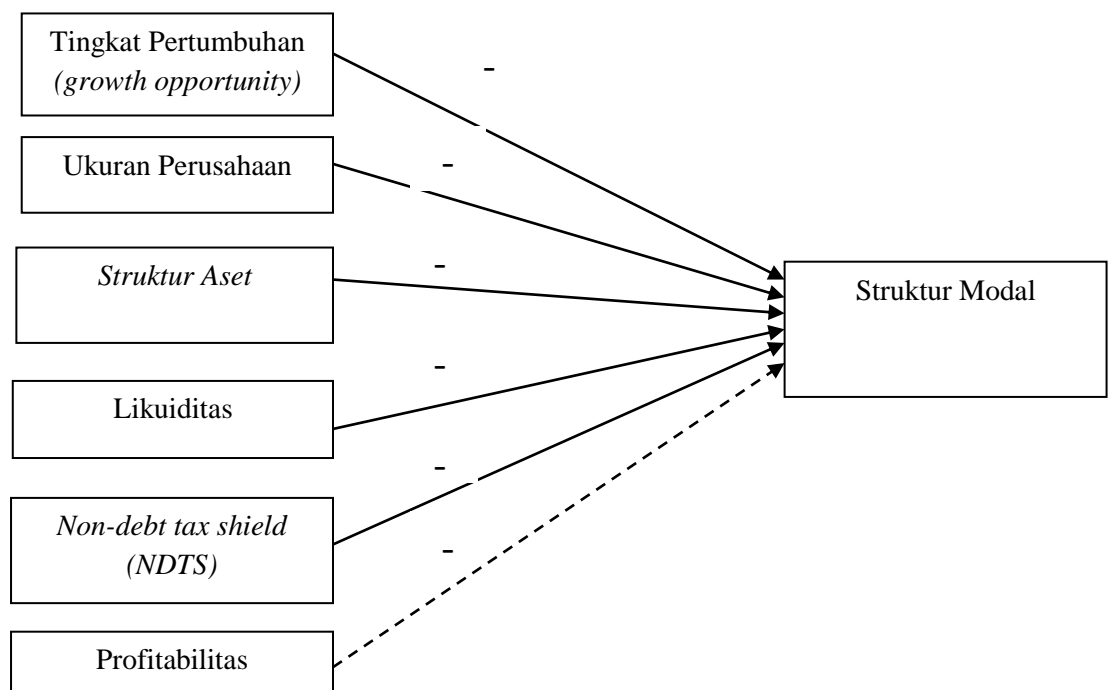 Tingkat Pertumbuhan
(growth opportunity)
-
Ukuran Perusahaan
-
Struktur Aset
-
Struktur Modal
Likuiditas
-
Non-debt tax shield
(NDTS)
-
Profitabilitas
-